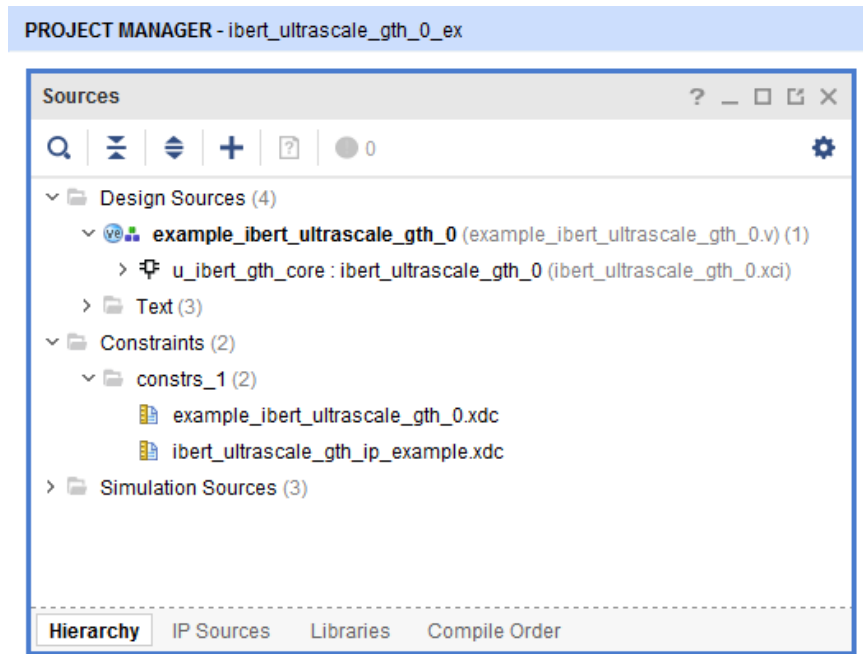 PROJECT MANAGER - ibert_ultrascale_gth_0_ex
Sources
0
Design Sources (4)
example_ibert_ultrascale_gth_0 (example_ibert_ultrascale_gth_0.v) (1)
u_ibert_gth_core : ibert_ultrascale_gth_0 (ibert_ultrascale_gth_0.xci)
Text (3)
Constraints (2)
constrs_1 (2)
example_ibert_ultrascale_gth_0.xdc
ibert_ultrascale_gth_ip_example.xdc
Simulation Sources (3)
Hierarchy IP Sources Libraries Compile Order